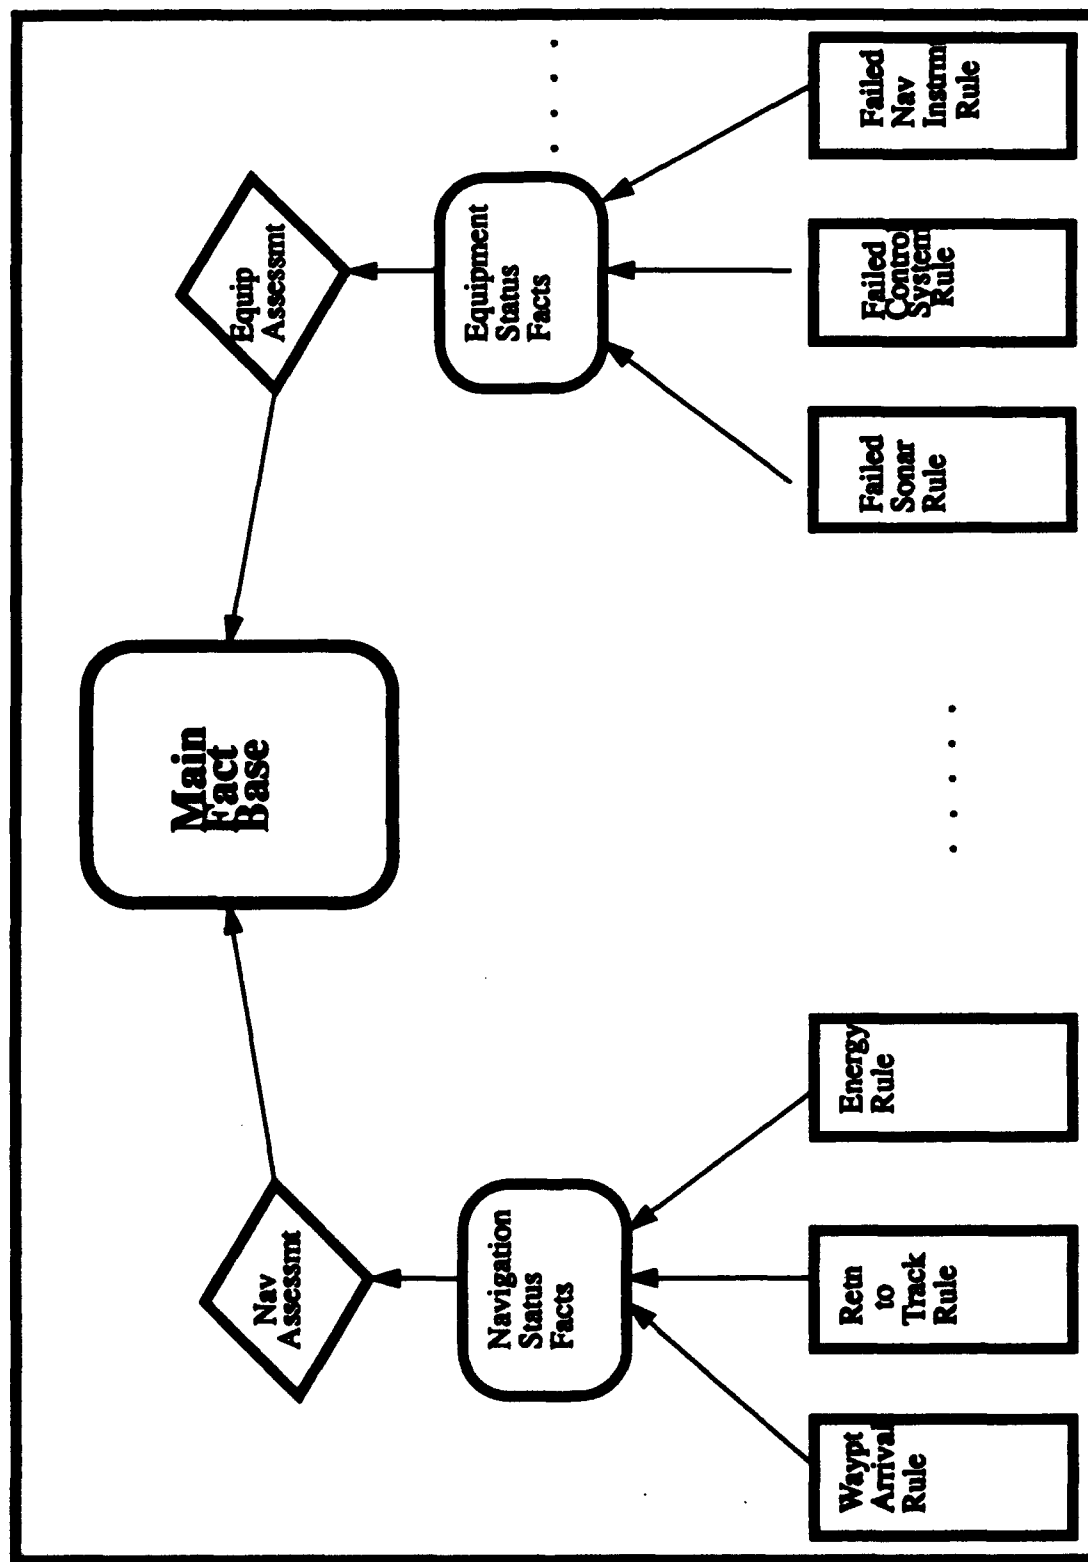 Main
Fact
Base
Nav
Assessmt
Equip
Assessmt
Navigation
Status
Facts
Equipment
Status
Facts
Waypt
Arrival
Rule
Retn
to
Track
Rule
Energy
Rule
Failed
Sonar
Rule
Failed
Control
System
Rule
Failed
Nav
Instrm
Rule